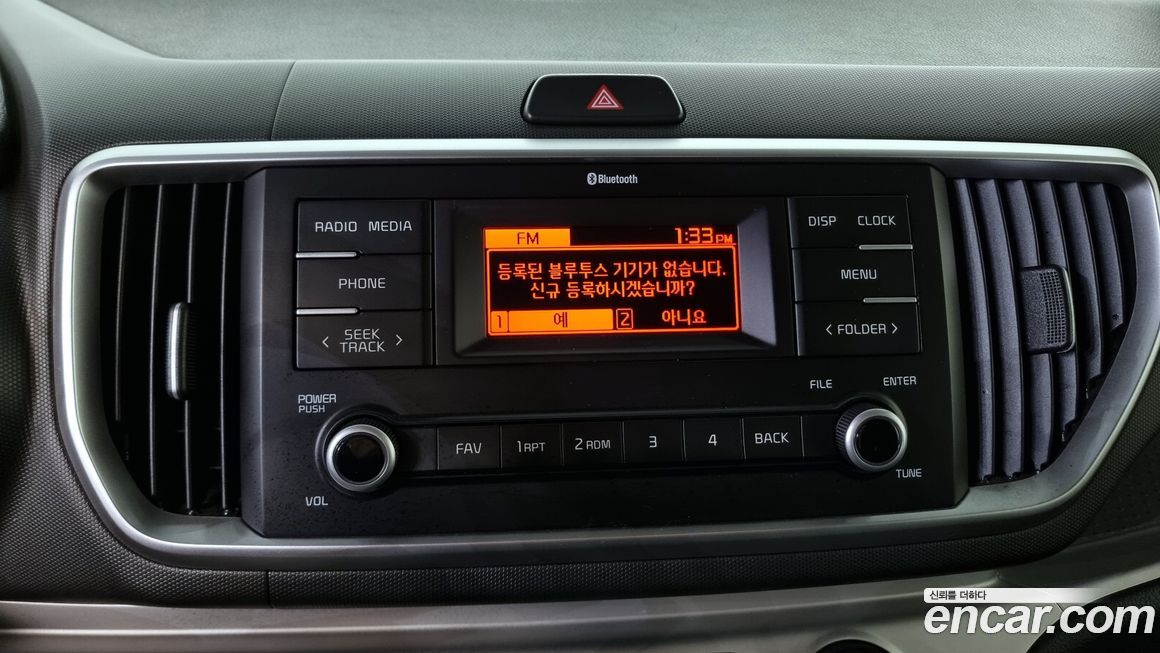 Bluetooth
RADIO MEDIA
PHONE
< SEEK TRACK >
FM 1:33 PM
등록된 블루투스 기기가 없습니다.
신규 등록하시겠습니까?
1 예 2 아니요
DISP CLOCK
MENU
< FOLDER >
POWER
PUSH
VOL
FAV 1 RPT 2 RDM 3 4 BACK
FILE ENTER
TUNE
신뢰를 더하다
encar.com